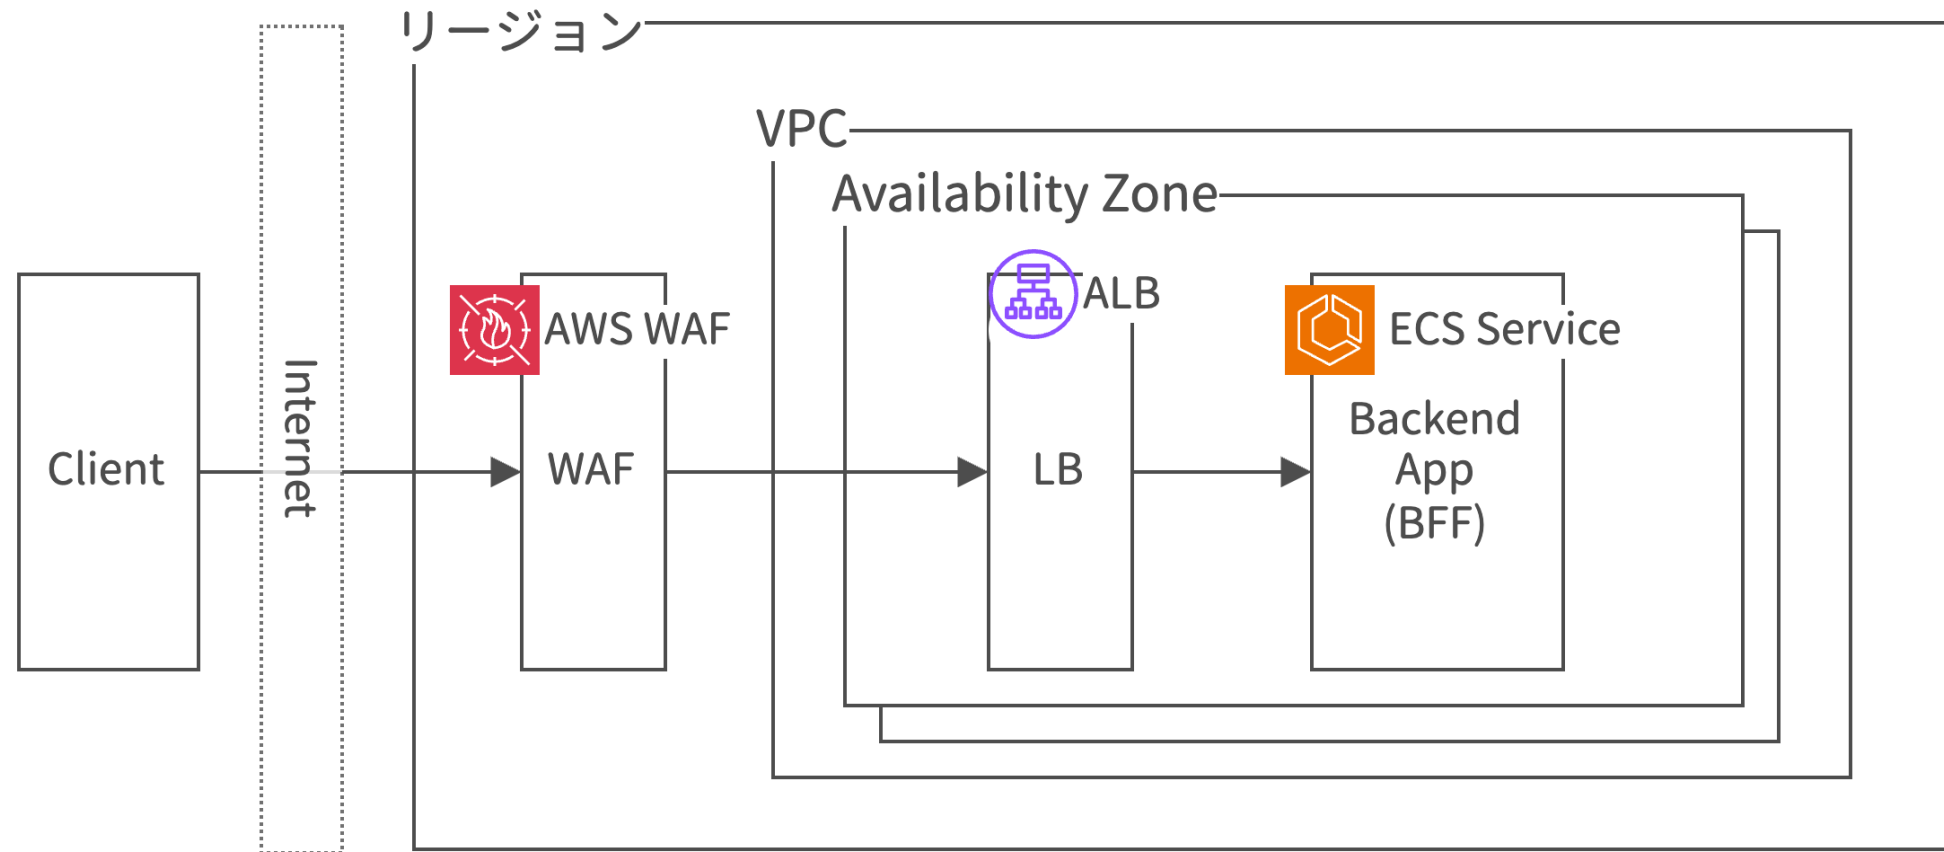 リージョン
VPC
Availability Zone
Client
Internet
AWS WAF
WAF
ALB
LB
ECS Service
Backend
App
(BFF)